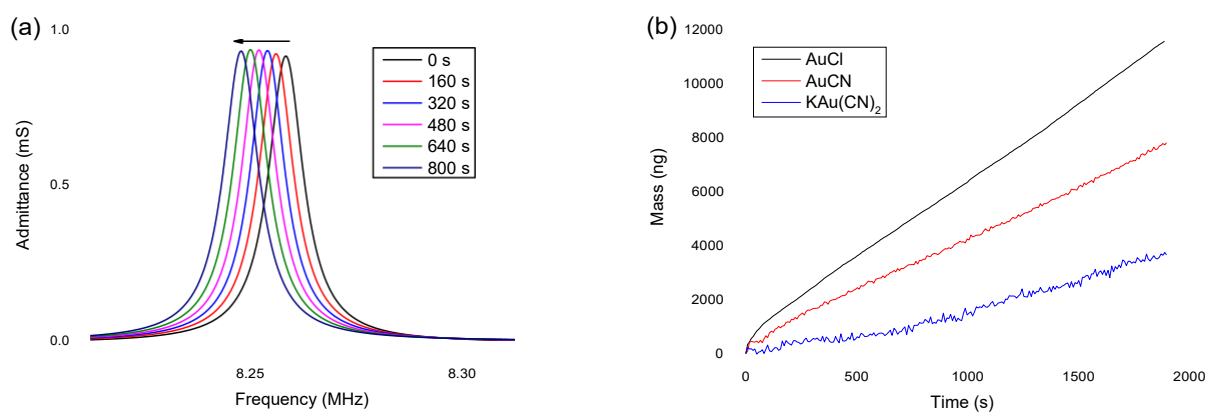 (a)
1.0
0.5
0.0
Admittance (mS)
0 s
160 s
320 s
480 s
640 s
800 s
8.25
8.30
Frequency (MHz)
(b)
12000
10000
8000
6000
4000
2000
0
Mass (ng)
AuCl
AuCN
KAu(CN)₂
0
500
1000
1500
2000
Time (s)